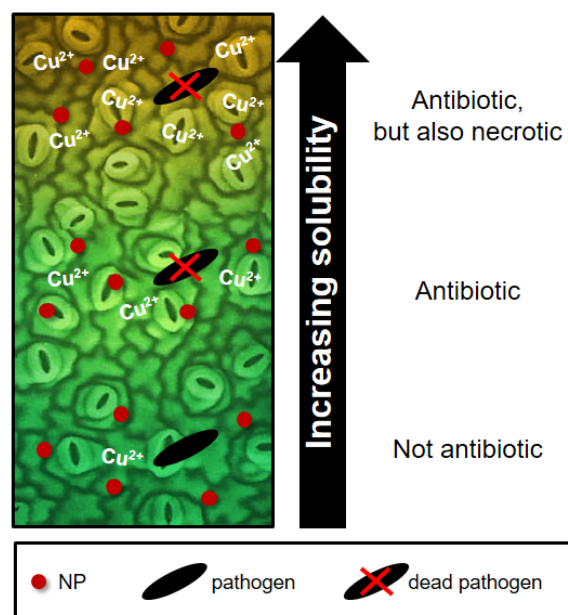 Cu2+ Cu2+ Cu2+
Cu2+ Cu2+
Cu2+ Cu2+
Cu2+
Antibiotic,
but also necrotic
Increasing solubility
Cu2+ Cu2+
Cu2+
Antibiotic
Cu2+
Not antibiotic
NP pathogen dead pathogen